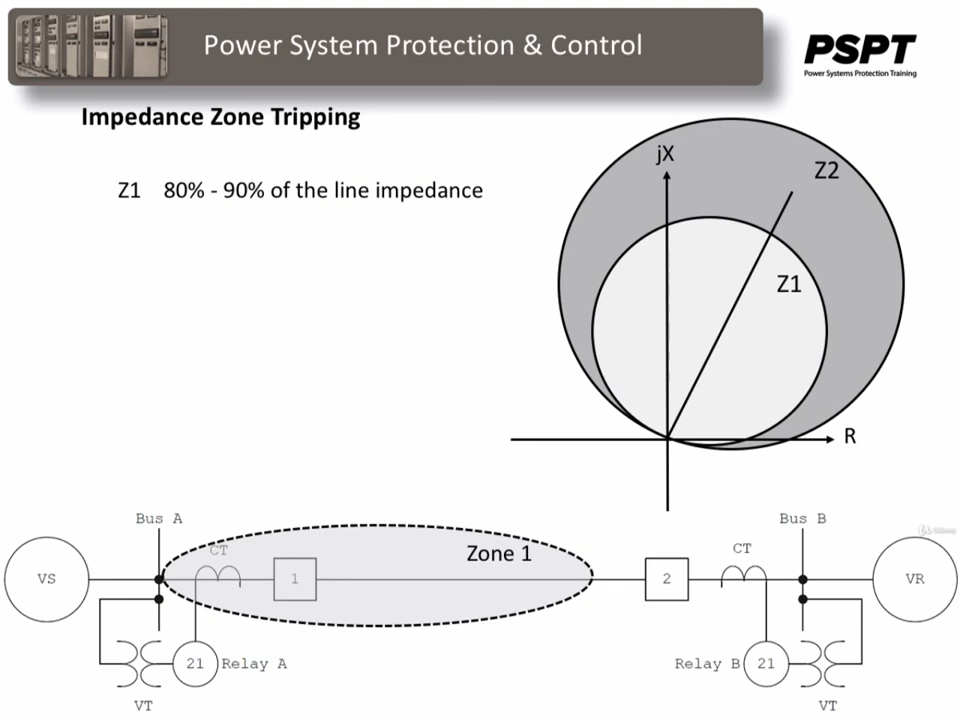 Power System Protection & Control
PSPT
Power Systems Protection Training
Impedance Zone Tripping
Z1 80% - 90% of the line impedance
jX
Z2
Z1
R
Bus A
Bus B
CT
Zone 1
CT
VS
1
2
VR
21
Relay A
Relay B
21
VT
VT